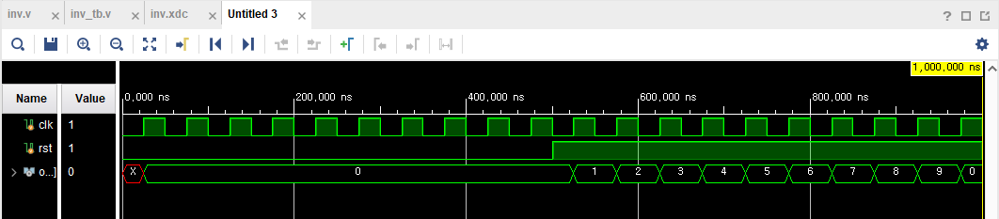 inv.v inv_tb.v inv.xdc Untitled 3
1,000,000 ns
Name Value 0,000 ns 200,000 ns 400,000 ns 600,000 ns 800,000 ns
clk 1
rst 1
o...] 0 X 0 1 2 3 4 5 6 7 8 9 0